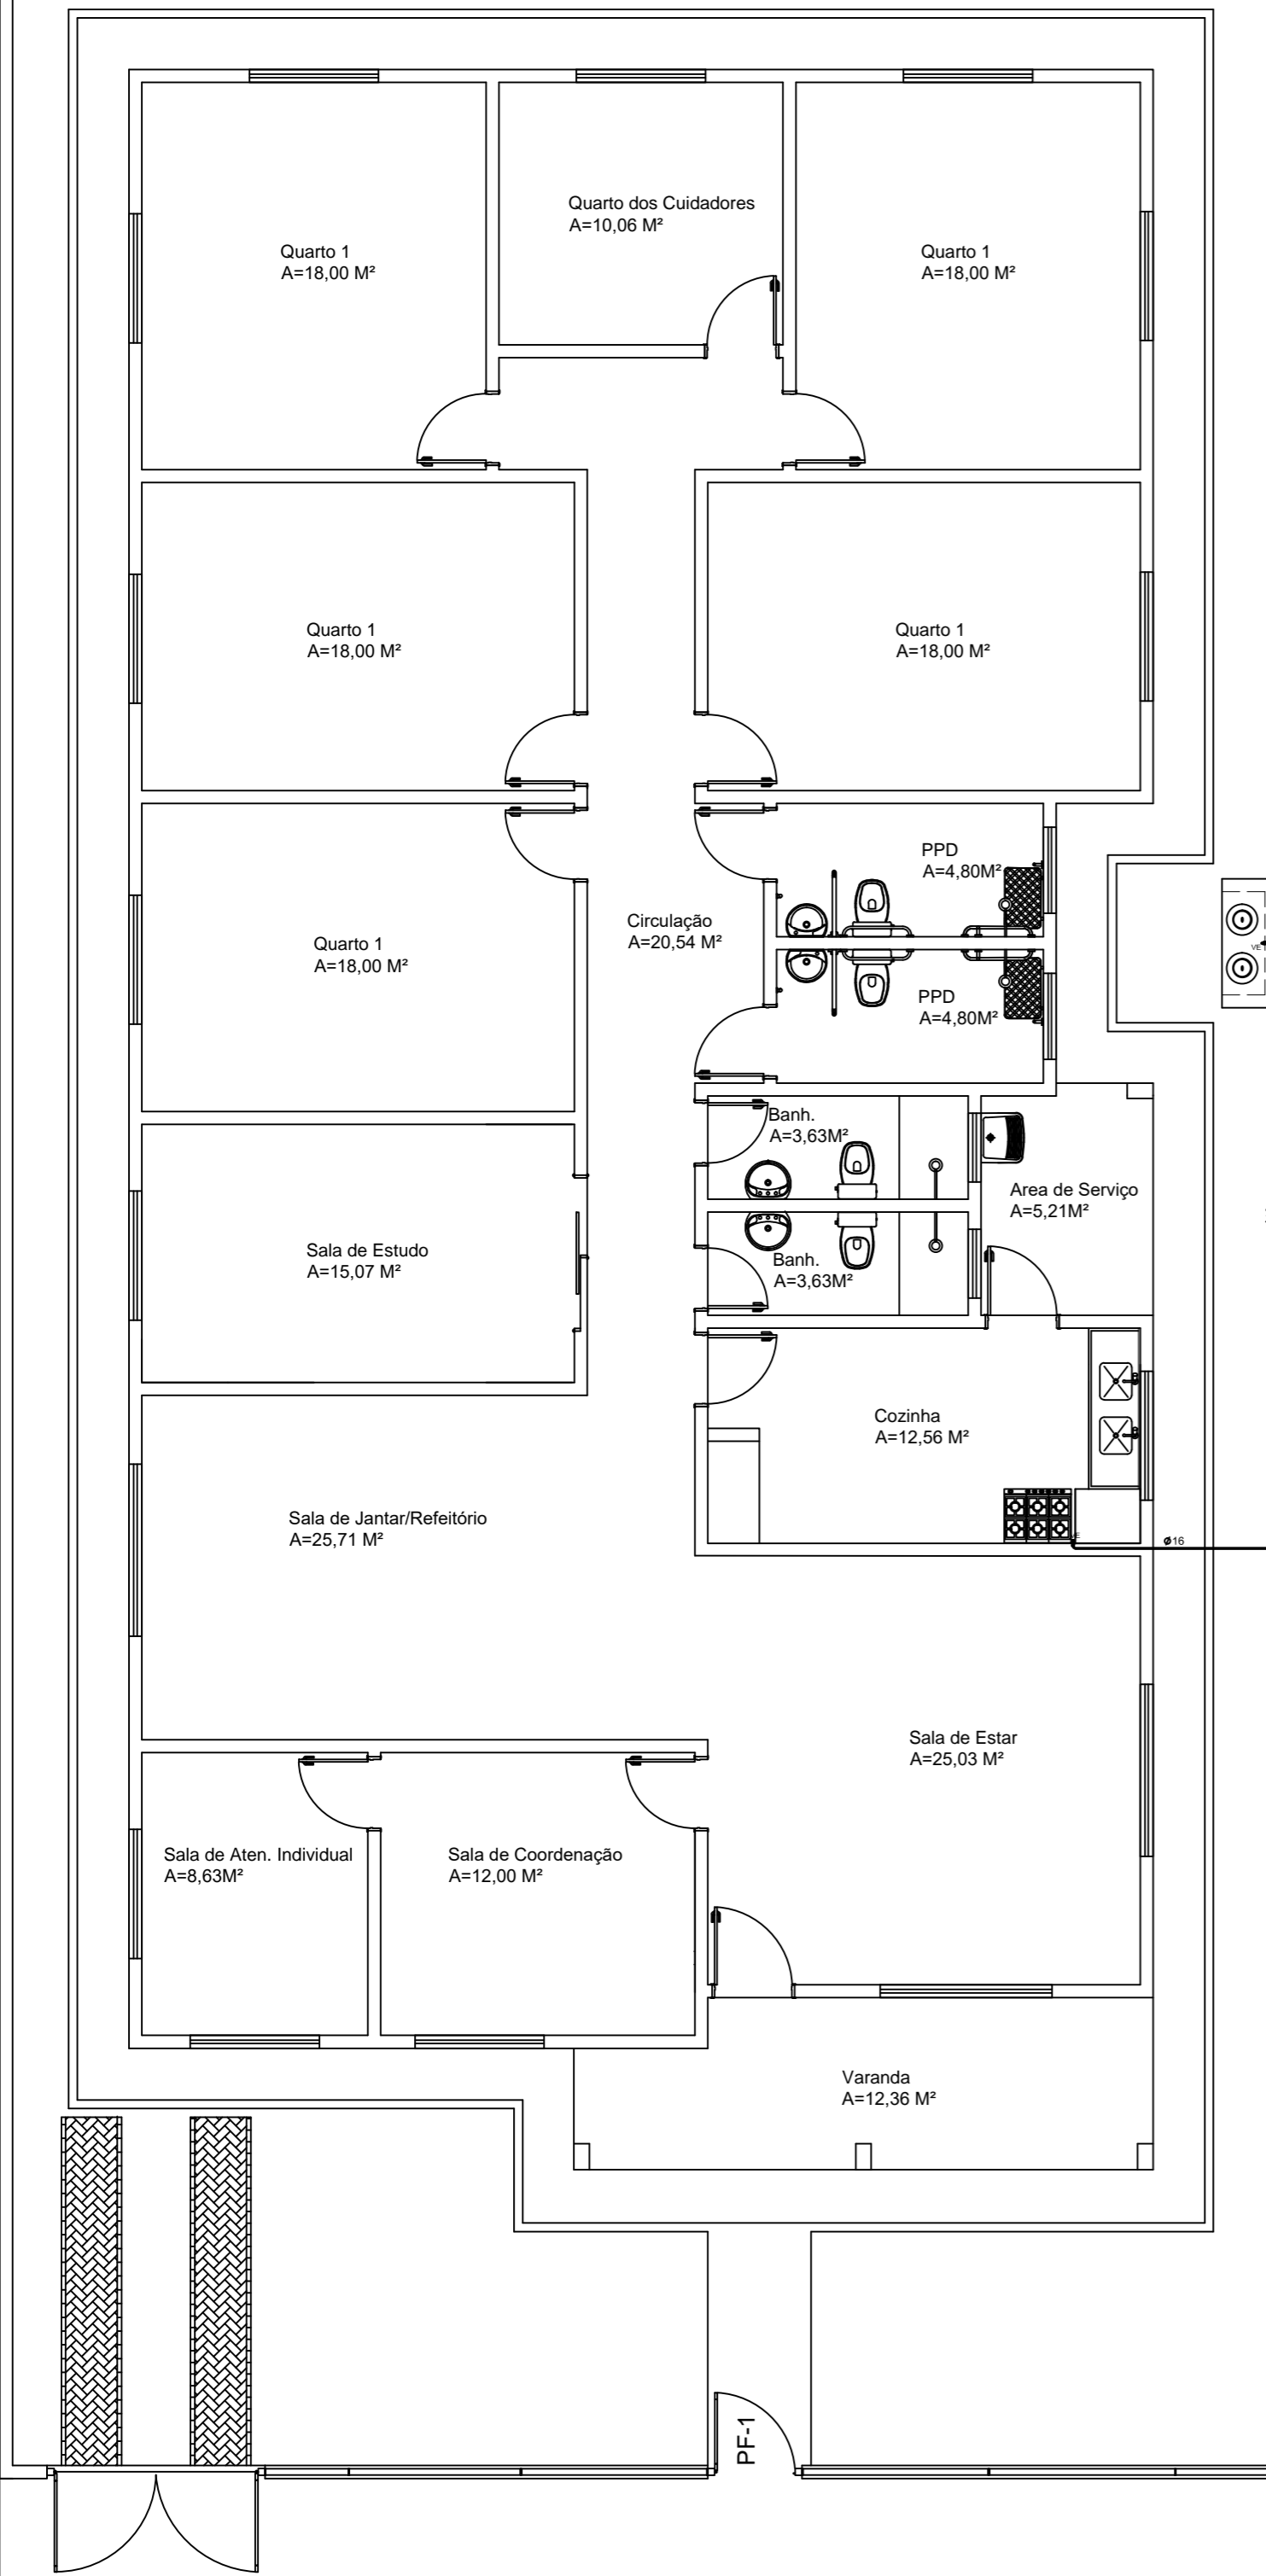 Quarto dos Cuidadores
A=10,06 M²
Quarto 1
A=18,00 M²
Quarto 1
A=18,00 M²
Quarto 1
A=18,00 M²
Quarto 1
A=18,00 M²
PPD
A=4,80M²
Circulação
A=20,54 M²
Quarto 1
A=18,00 M²
VE
PPD
A=4,80M²
Banh.
A=3,63M²
Area de Serviço
A=5,21M²
Sala de Estudo
A=15,07 M²
Banh.
A=3,63M²
Cozinha
A=12,56 M²
Sala de Jantar/Refeitório
A=25,71 M²
VE
ø16
Sala de Estar
A=25,03 M²
Sala de Aten. Individual
A=8,63M²
Sala de Coordenação
A=12,00 M²
Varanda
A=12,36 M²
PF-1